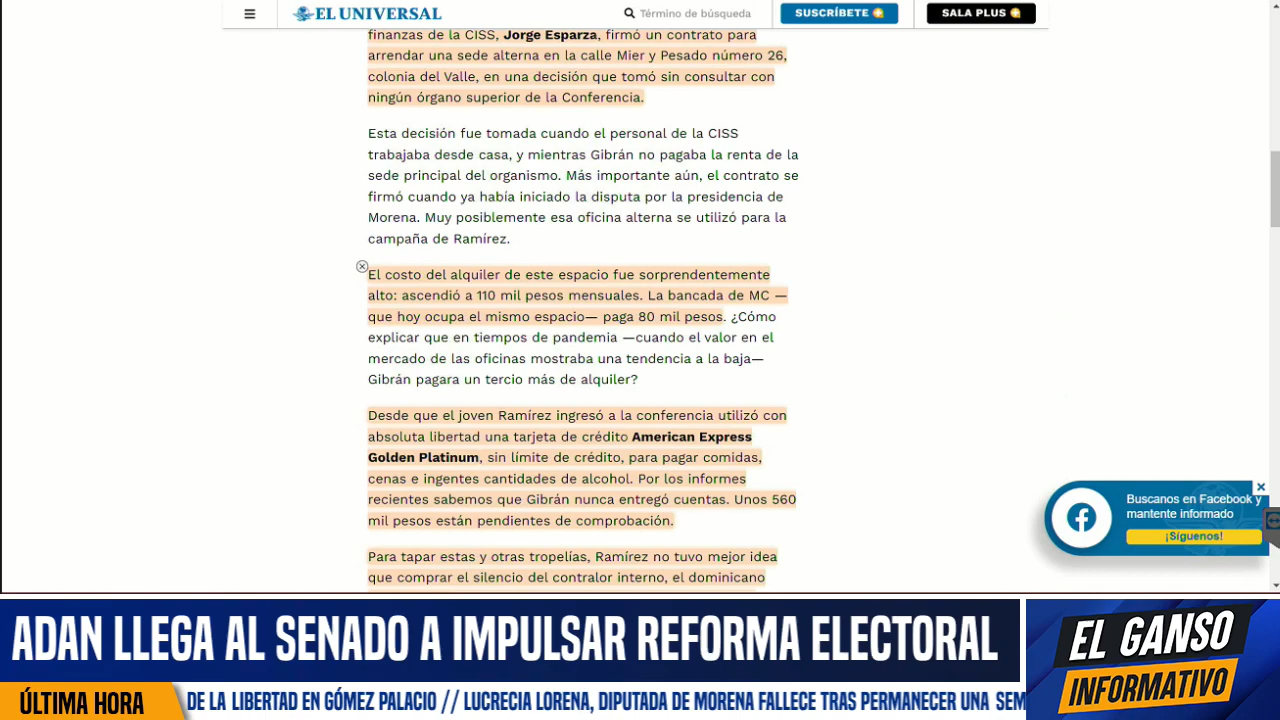 EL UNIVERSAL
Término de búsqueda
SUSCRÍBETE
SALA PLUS
finanzas de la CISS, Jorge Esparza, firmó un contrato para
arrendar una sede alterna en la calle Mier y Pesado número 26,
colonia del Valle, en una decisión que tomó sin consultar con
ningún órgano superior de la Conferencia.
Esta decisión fue tomada cuando el personal de la CISS
trabajaba desde casa, y mientras Gibrán no pagaba la renta de la
sede principal del organismo. Más importante aún, el contrato se
firmó cuando ya había iniciado la disputa por la presidencia de
Morena. Muy posiblemente esa oficina alterna se utilizó para la
campaña de Ramírez.
El costo del alquiler de este espacio fue sorprendentemente
alto: ascendió a 110 mil pesos mensuales. La bancada de MC —
que hoy ocupa el mismo espacio— paga 80 mil pesos. ¿Cómo
explicar que en tiempos de pandemia —cuando el valor en el
mercado de las oficinas mostraba una tendencia a la baja—
Gibrán pagara un tercio más de alquiler?
Desde que el joven Ramírez ingresó a la conferencia utilizó con
absoluta libertad una tarjeta de crédito American Express
Golden Platinum, sin límite de crédito, para pagar comidas,
cenas e ingentes cantidades de alcohol. Por los informes
recientes sabemos que Gibrán nunca entregó cuentas. Unos 560
mil pesos están pendientes de comprobación.
Para tapar estas y otras tropelías, Ramírez no tuvo mejor idea
que comprar el silencio del contralor interno, el dominicano
Buscanos en Facebook y
mantente informado
¡Síguenos!
ADAN LLEGA AL SENADO A IMPULSAR REFORMA ELECTORAL
EL GANSO
INFORMATIVO
ÚLTIMA HORA
DE LA LIBERTAD EN GÓMEZ PALACIO // LUCRECIA LORENA, DIPUTADA DE MORENA FALLECE TRAS PERMANECER UNA SEM